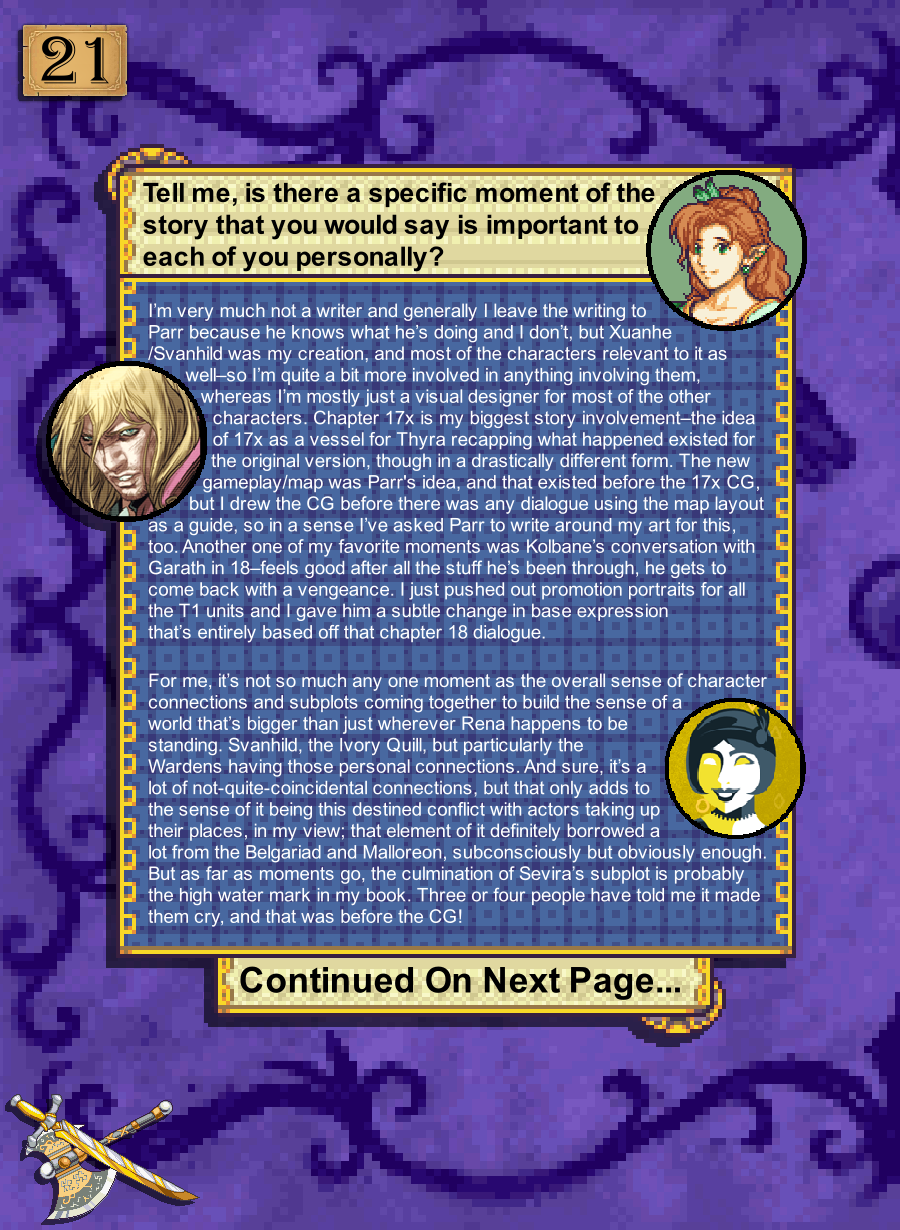 21
Tell me, is there a specific moment of the
story that you would say is important to
each of you personally?
I'm very much not a writer and generally I leave the writing to
Parr because he knows what he's doing and I don't, but Xuanhe
/Svanhild was my creation, and most of the characters relevant to it as
well–so I'm quite a bit more involved in anything involving them,
whereas I'm mostly just a visual designer for most of the other
characters. Chapter 17x is my biggest story involvement–the idea
of 17x as a vessel for Thyra recapping what happened existed for
the original version, though in a drastically different form. The new
gameplay/map was Parr's idea, and that existed before the 17x CG,
but I drew the CG before there was any dialogue using the map layout
as a guide, so in a sense I've asked Parr to write around my art for this,
too. Another one of my favorite moments was Kolbane's conversation with
Garath in 18–feels good after all the stuff he's been through, he gets to
come back with a vengeance. I just pushed out promotion portraits for all
the T1 units and I gave him a subtle change in base expression
that's entirely based off that chapter 18 dialogue.
For me, it's not so much any one moment as the overall sense of character
connections and subplots coming together to build the sense of a
world that's bigger than just wherever Rena happens to be
standing. Svanhild, the Ivory Quill, but particularly the
Wardens having those personal connections. And sure, it's a
lot of not-quite-coincidental connections, but that only adds to
the sense of it being this destined conflict with actors taking up
their places, in my view; that element of it definitely borrowed a
lot from the Belgariad and Malloreon, subconsciously but obviously enough.
But as far as moments go, the culmination of Sevira's subplot is probably
the high water mark in my book. Three or four people have told me it made
them cry, and that was before the CG!
Continued On Next Page...